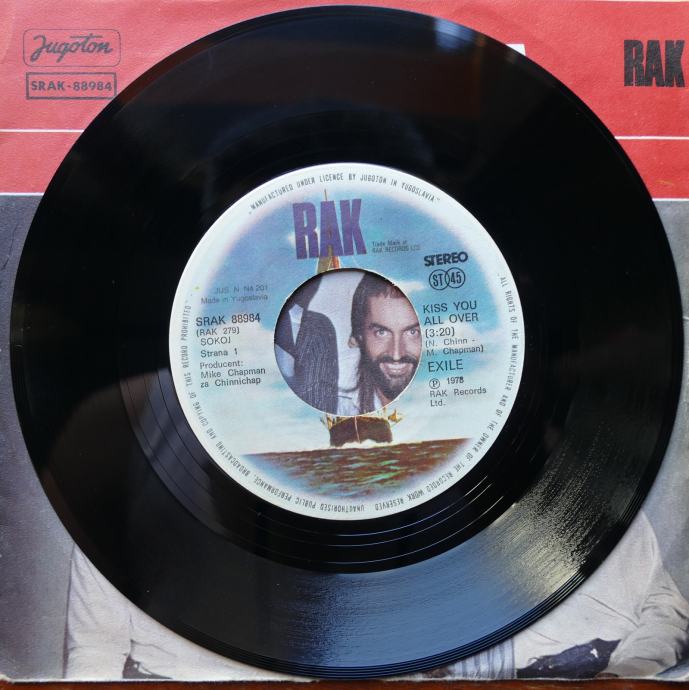 Jugoton
SRAK-88984
RAK
"MANUFACTURED UNDER LICENCE BY JUGOTON IN YUGOSLAVIA"
RAK
Trade Mark of
RAK RECORDS LTD.
STEREO
ST 45
JUS N N4 201
Made in Yugoslavia
SRAK 88984
(RAK 279)
SOKOJ
Strana 1
Producent:
Mike Chapman
za Chinnichap
KISS YOU
ALL OVER
(3:20)
(N. Chinn -
M. Chapman)
EXILE
℗ 1978
RAK Records
Ltd.
"ALL RIGHTS OF THE MANUFACTURER AND OF THE OWNER OF THE RECORDED WORK RESERVED UNAUTHORISED PUBLIC PERFORMANCE, BROADCASTING AND COPYING OF THIS RECORD PROHIBITED"